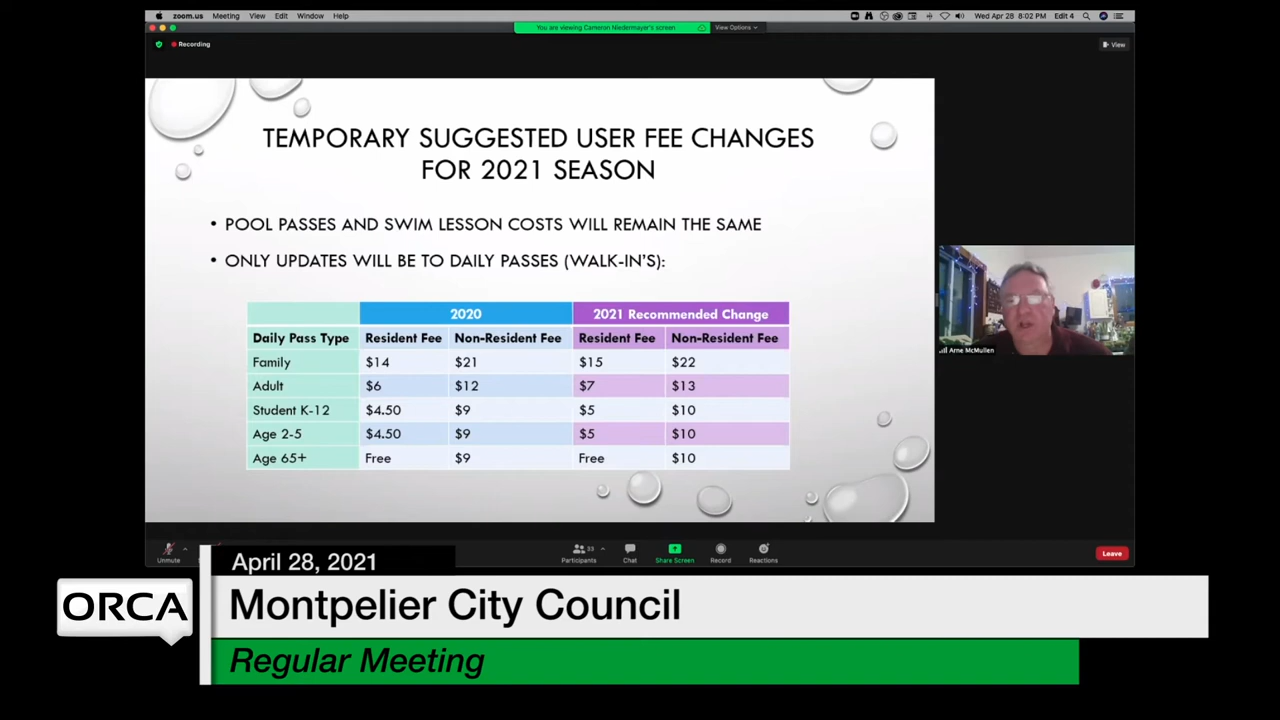 zoom.us Meeting View Edit Window Help
Wed Apr 28 8:02 PM Edit 4
You are viewing Cameron Niedermayer's screen View Options
Recording
View
TEMPORARY SUGGESTED USER FEE CHANGES
FOR 2021 SEASON
• POOL PASSES AND SWIM LESSON COSTS WILL REMAIN THE SAME
• ONLY UPDATES WILL BE TO DAILY PASSES (WALK-IN'S):
2020 2021 Recommended Change
Daily Pass Type Resident Fee Non-Resident Fee Resident Fee Non-Resident Fee
Family $14 $21 $15 $22
Adult $6 $12 $7 $13
Student K-12 $4.50 $9 $5 $10
Age 2-5 $4.50 $9 $5 $10
Age 65+ Free $9 Free $10
Arne McMullen
Unmute Participants 33 Chat Share Screen Record Reactions Leave
April 28, 2021
ORCA
Montpelier City Council
Regular Meeting